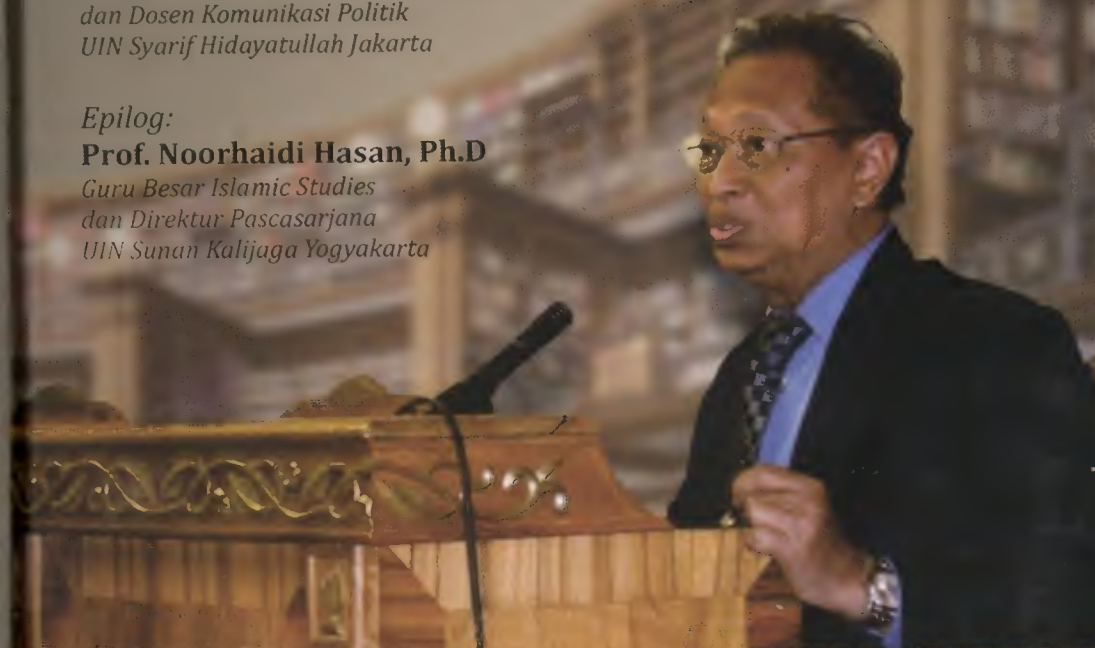 dan Dosen Komunikasi Politik
UIN Syarif Hidayatullah Jakarta
Epilog:
Prof. Noorhaidi Hasan, Ph.D
Guru Besar Islamic Studies
dan Direktur Pascasarjana
UIN Sunan Kalijaga Yogyakarta